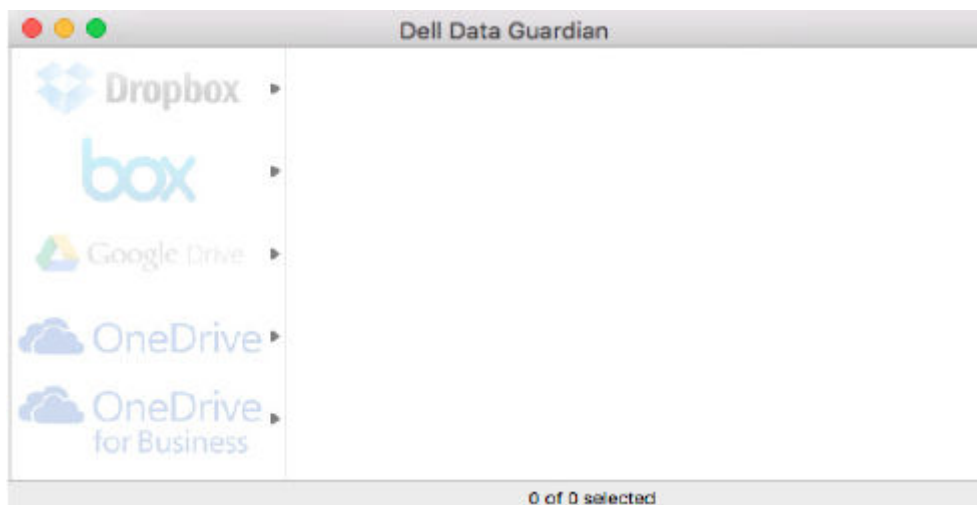 Dell Data Guardian
Dropbox
box
Google Drive
OneDrive
OneDrive
for Business
0 of 0 selected